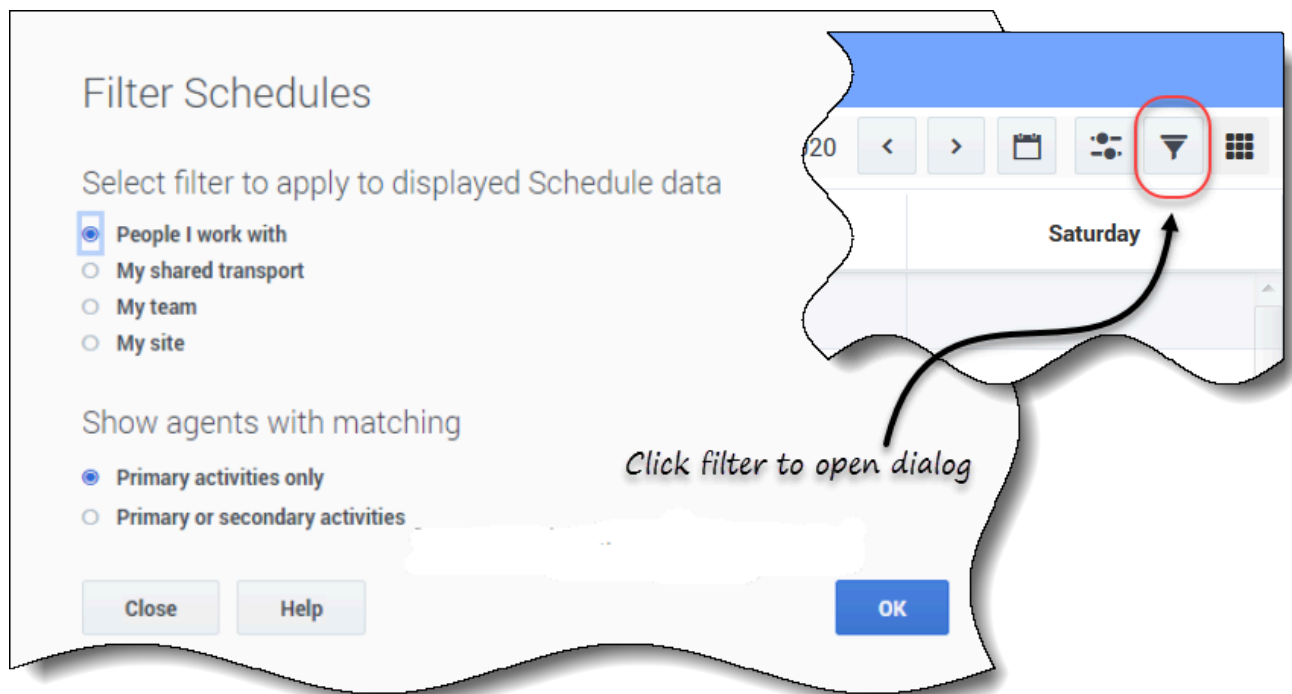 Filter Schedules
Select filter to apply to displayed Schedule data
People I work with
My shared transport
My team
My site
Show agents with matching
Primary activities only
Primary or secondary activities
Close Help OK
020
Saturday
Click filter to open dialog